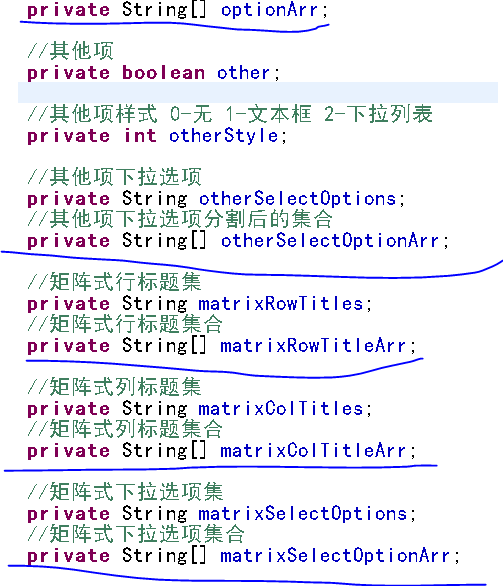 private String[] optionArr;
//其他项
private boolean other;
//其他项样式 0-无 1-文本框 2-下拉列表
private int otherStyle;
//其他项下拉选项
private String otherSelectOptions;
//其他项下拉选项分割后的集合
private String[] otherSelectOptionArr;
//矩阵式行标题集
private String matrixRowTitles;
//矩阵式行标题集合
private String[] matrixRowTitleArr;
//矩阵式列标题集
private String matrixColTitles;
//矩阵式列标题集合
private String[] matrixColTitleArr;
//矩阵式下拉选项集
private String matrixSelectOptions;
//矩阵式下拉选项集合
private String[] matrixSelectOptionArr;